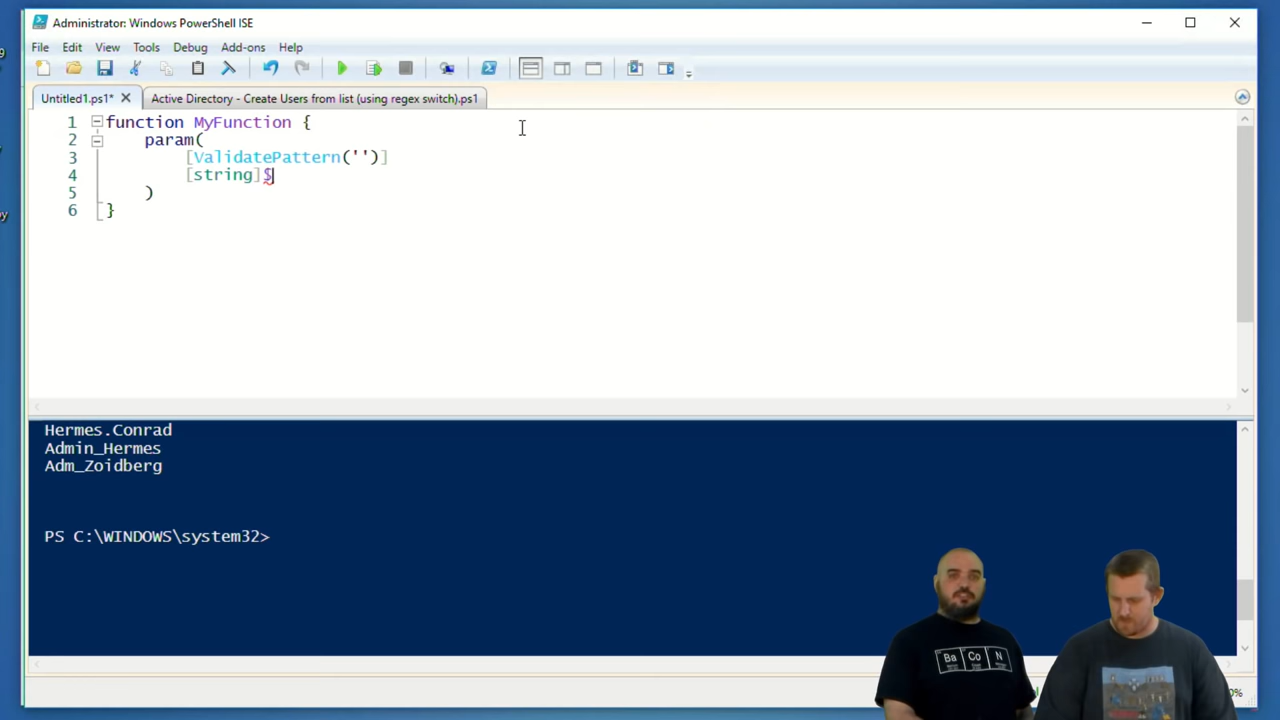 Administrator: Windows PowerShell ISE
File Edit View Tools Debug Add-ons Help
Untitled1.ps1* Active Directory - Create Users from list (using regex switch).ps1
1 function MyFunction {
2 param(
3 [ValidatePattern('')]
4 [string]$
5 )
6 }
Hermes.Conrad
Admin_Hermes
Adm_Zoidberg
PS C:\WINDOWS\system32>
Ba Co N